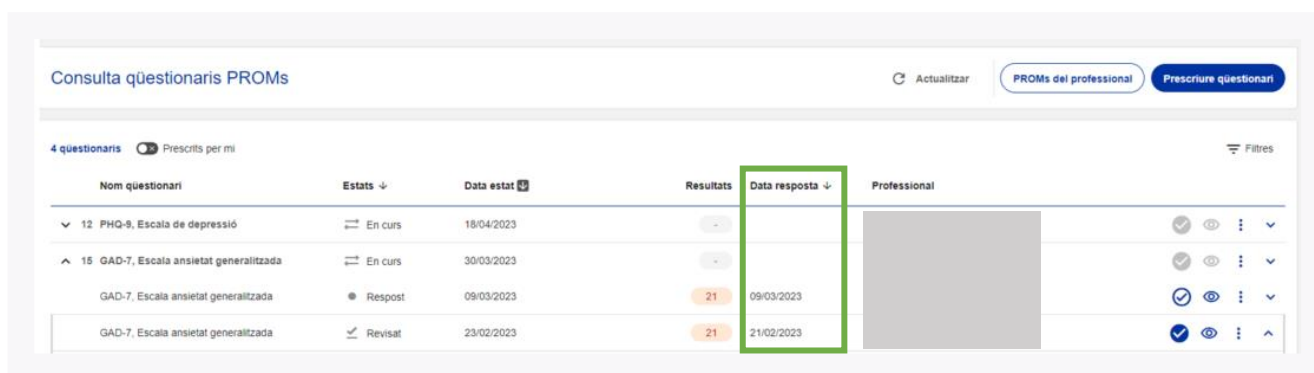 Consulta qüestionaris PROMs Actualitzar PROMs del professional Prescriure qüestionari
4 qüestionaris Prescrits per mi Filtres
Nom qüestionari Estats Data estat Resultats Data resposta Professional
12 PHQ-9, Escala de depressió En curs 18/04/2023 -
15 GAD-7, Escala ansietat generalitzada En curs 30/03/2023 -
GAD-7, Escala ansietat generalitzada Respost 09/03/2023 21 09/03/2023
GAD-7, Escala ansietat generalitzada Revisat 23/02/2023 21 21/02/2023